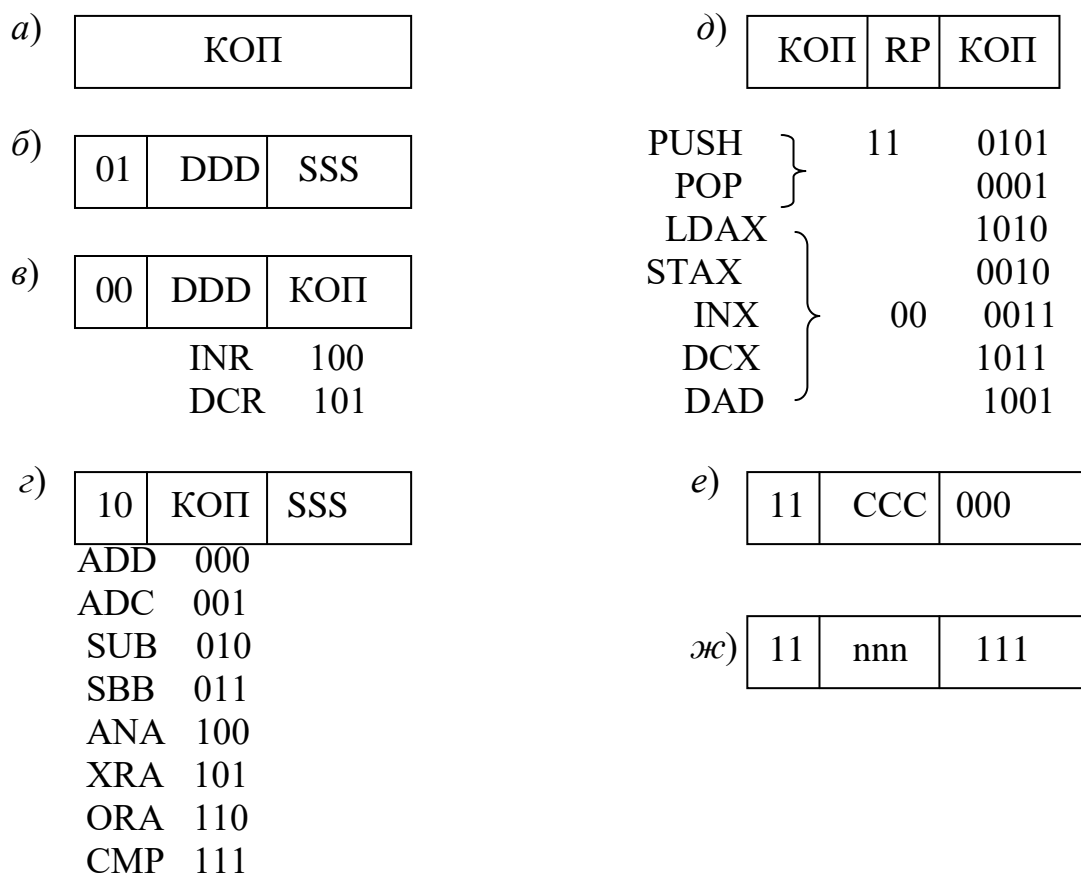 а) КОП
б) 01 DDD SSS
в) 00 DDD КОП
INR 100
DCR 101
г) 10 КОП SSS
ADD 000
ADC 001
SUB 010
SBB 011
ANA 100
XRA 101
ORA 110
CMP 111
д) КОП RP КОП
PUSH 11 0101
POP 0001
LDAX 1010
STAX 0010
INX 00 0011
DCX 1011
DAD 1001
е) 11 CCC 000
ж) 11 nnn 111